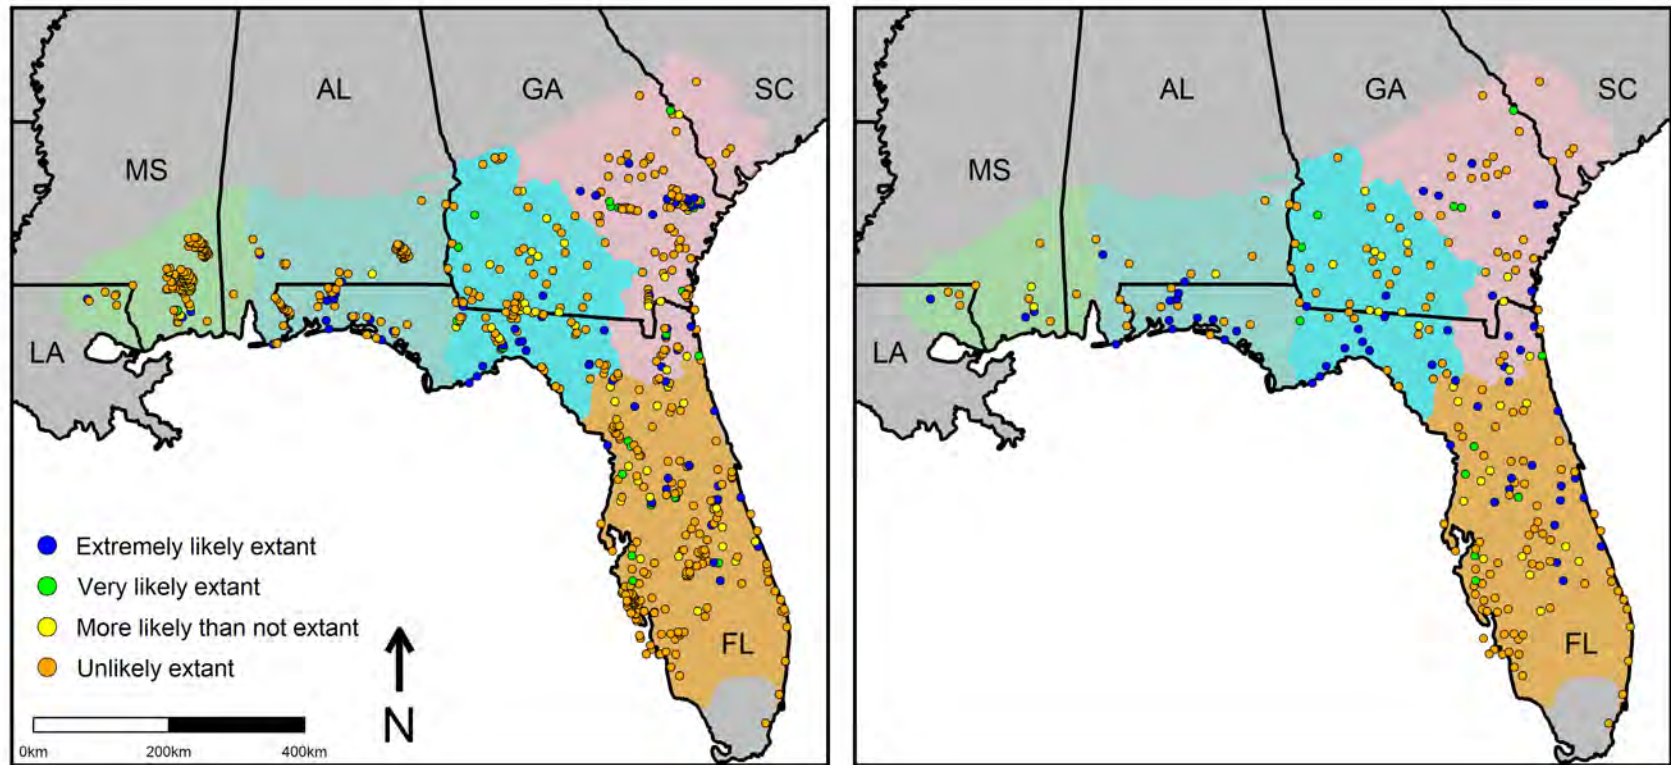 AL
GA
SC
MS
LA
FL
Extremely likely extant
Very likely extant
More likely than not extant
Unlikely extant
N
0km
200km
400km
AL
GA
SC
MS
LA
FL